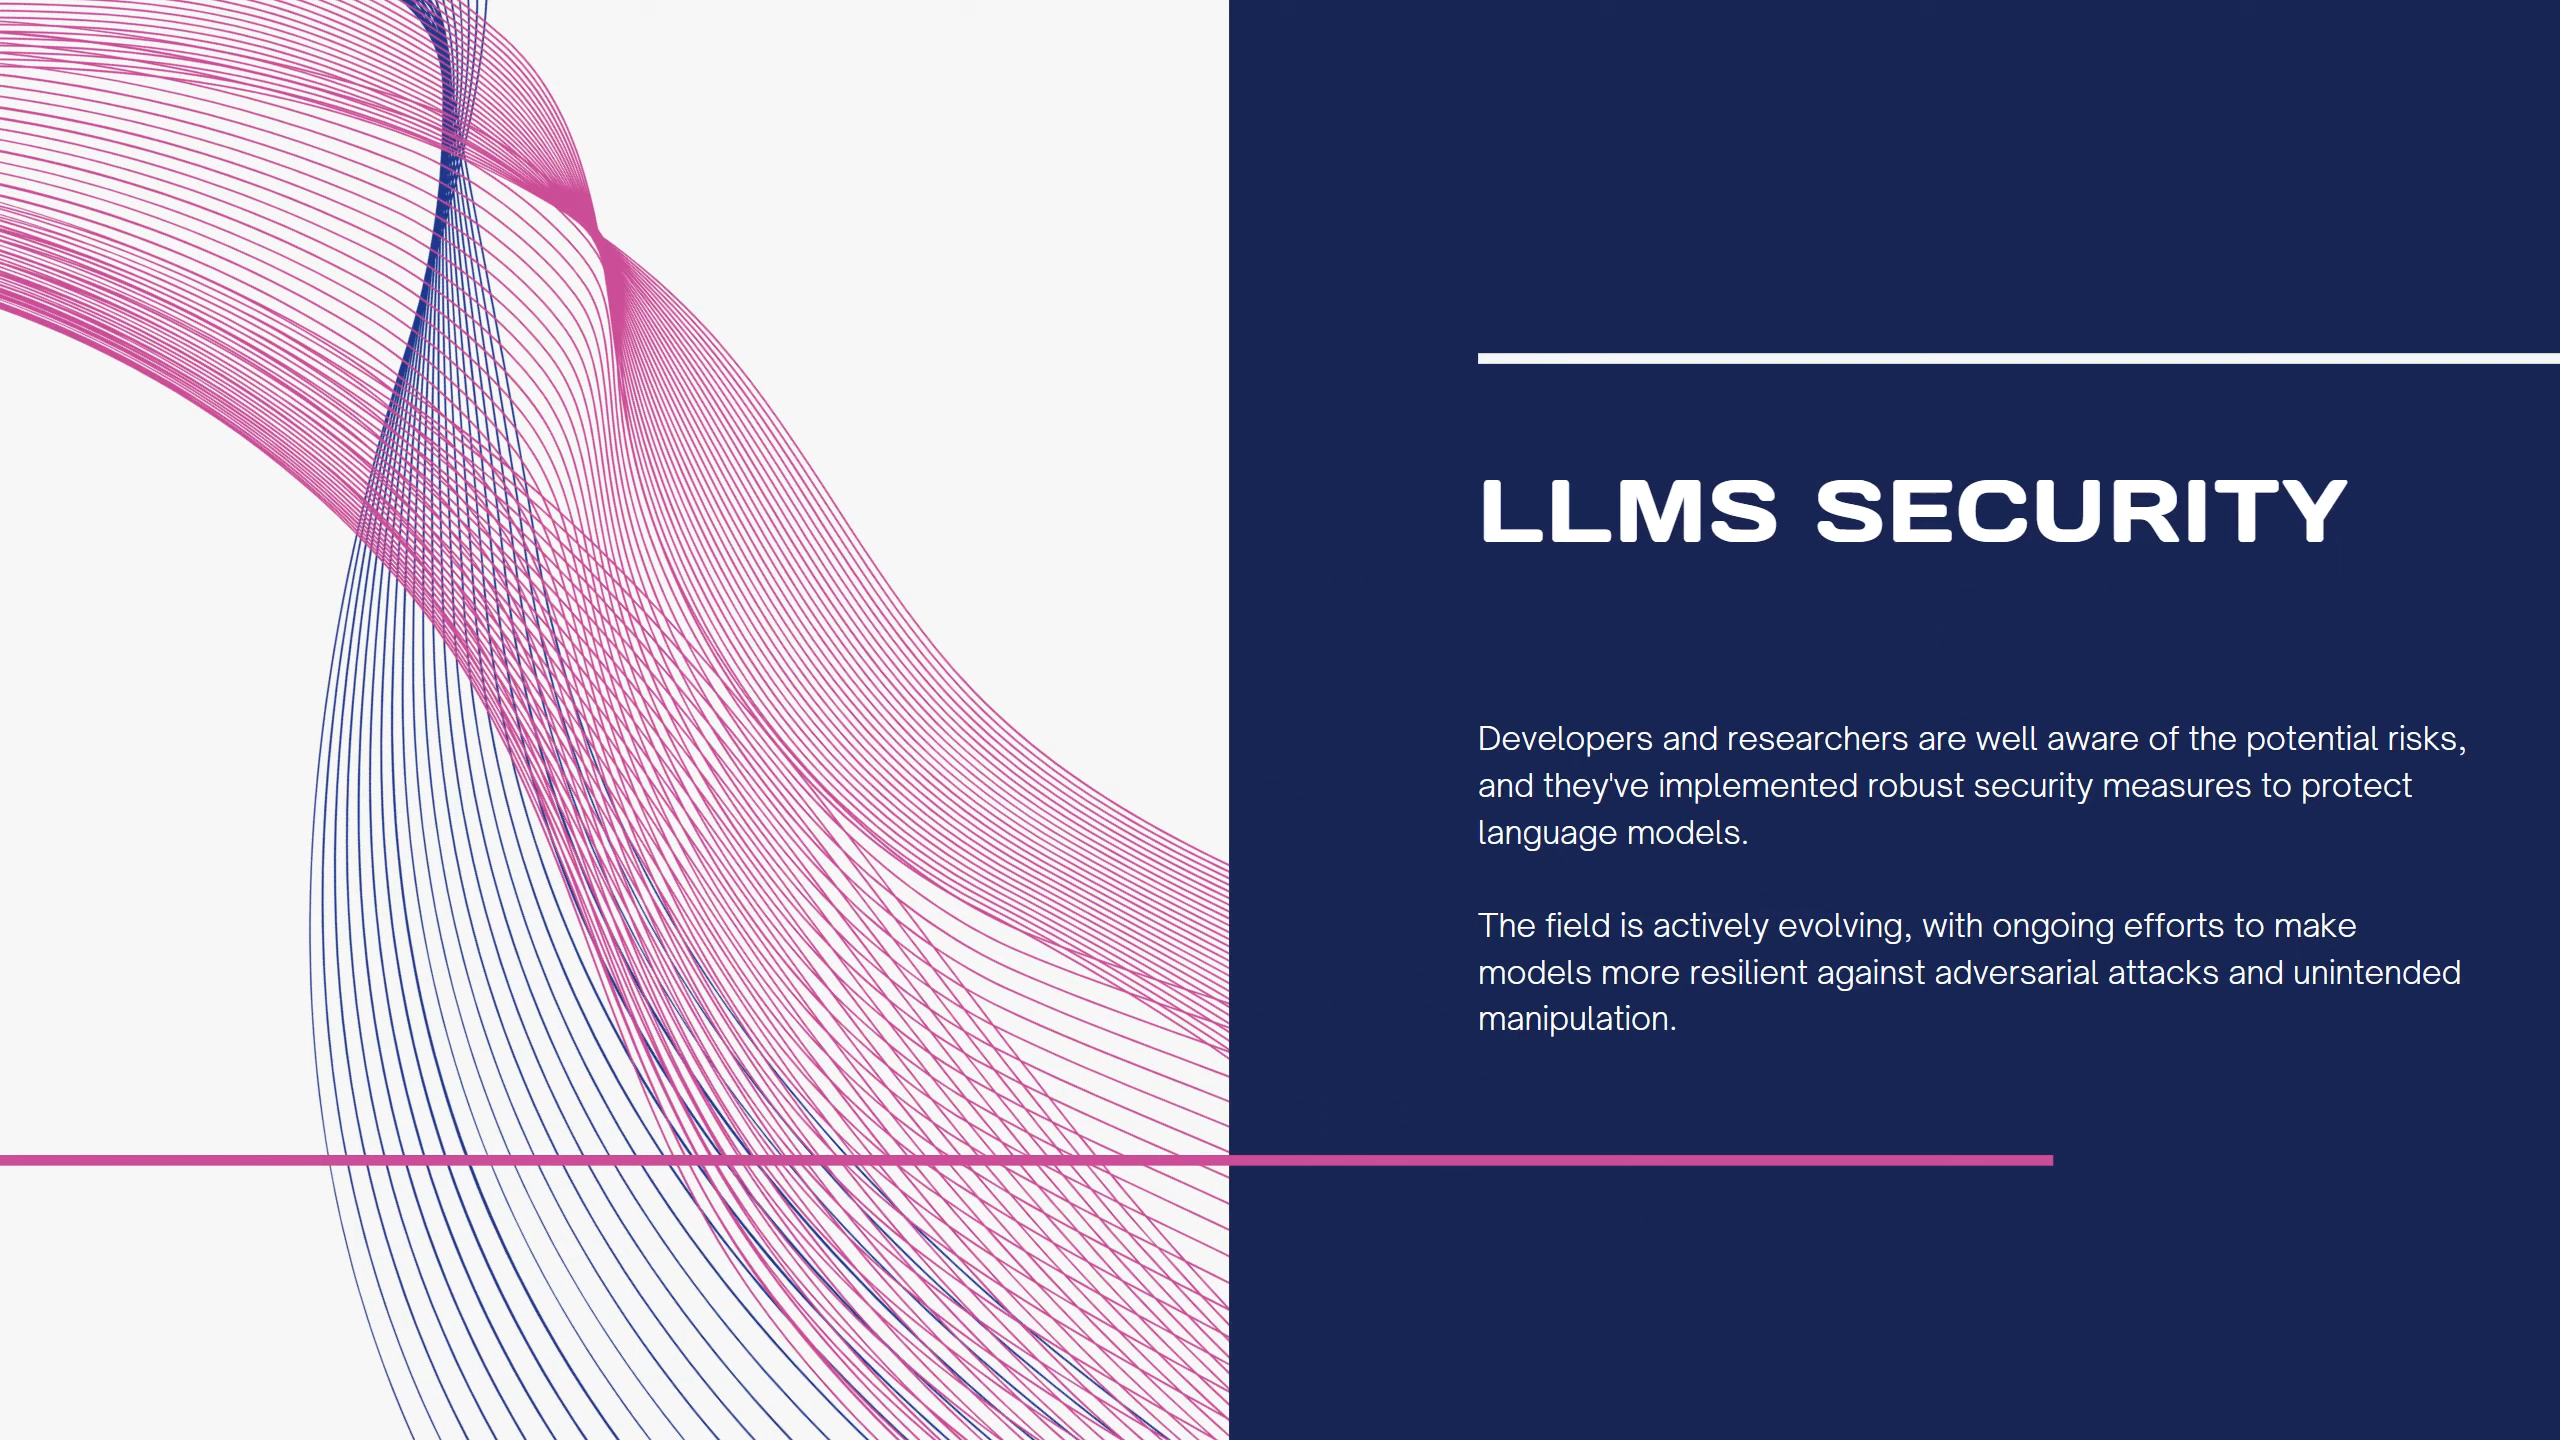 LLMS SECURITY
Developers and researchers are well aware of the potential risks,
and they've implemented robust security measures to protect
language models.
The field is actively evolving, with ongoing efforts to make
models more resilient against adversarial attacks and unintended
manipulation.